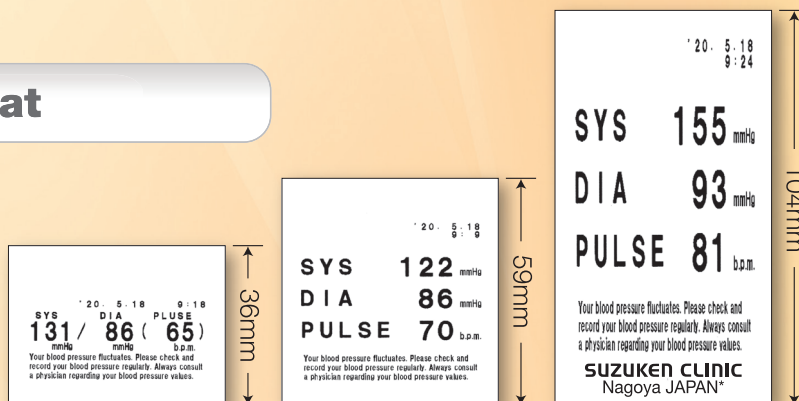 at
'20. 5.18 9:18
SYS DIA PLUSE
131/ 86( 65)
mmHg mmHg
Your blood pressure fluctuates. Please check and
record your blood pressure regularly. Always consult
a physician regarding your blood pressure values.
36mm
'20. 5.18
9: 9
SYS 122 mmHg
DIA 86 mmHg
PULSE 70 b.p.m.
Your blood pressure fluctuates. Please check and
record your blood pressure regularly. Always consult
a physician regarding your blood pressure values.
59mm
'20. 5.18
9:24
SYS 155 mmHg
DIA 93 mmHg
PULSE 81 b.p.m.
Your blood pressure fluctuates. Please check and
record your blood pressure regularly. Always consult
a physician regarding your blood pressure values.
SUZUKEN CLINIC
Nagoya JAPAN*
104mm